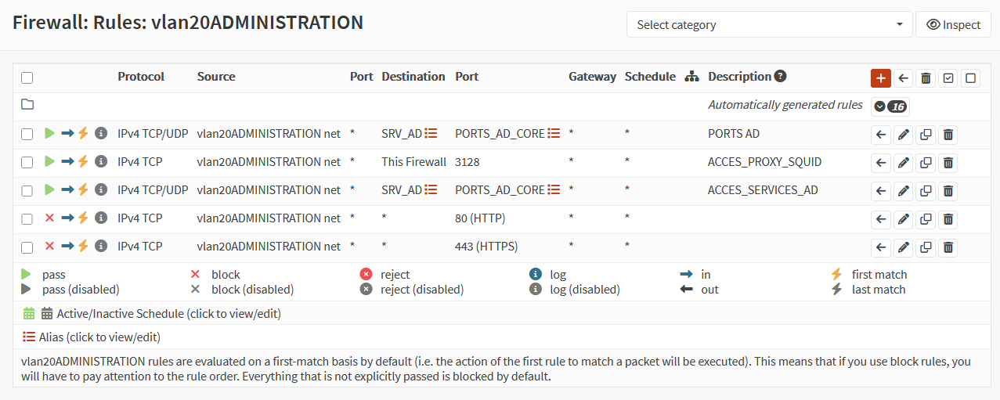 Firewall: Rules: vlan20ADMINISTRATION
Select category
Inspect
Protocol Source Port Destination Port Gateway Schedule Description
Automatically generated rules 16
IPv4 TCP/UDP vlan20ADMINISTRATION net * SRV_AD PORTS_AD_CORE * * PORTS AD
IPv4 TCP vlan20ADMINISTRATION net * This Firewall 3128 * * ACCES_PROXY_SQUID
IPv4 TCP/UDP vlan20ADMINISTRATION net * SRV_AD PORTS_AD_CORE * * ACCES_SERVICES_AD
IPv4 TCP vlan20ADMINISTRATION net * * 80 (HTTP) * *
IPv4 TCP vlan20ADMINISTRATION net * * 443 (HTTPS) * *
pass block reject log in first match
pass (disabled) block (disabled) reject (disabled) log (disabled) out last match
Active/Inactive Schedule (click to view/edit)
Alias (click to view/edit)
vlan20ADMINISTRATION rules are evaluated on a first-match basis by default (i.e. the action of the first rule to match a packet will be executed). This means that if you use block rules, you
will have to pay attention to the rule order. Everything that is not explicitly passed is blocked by default.